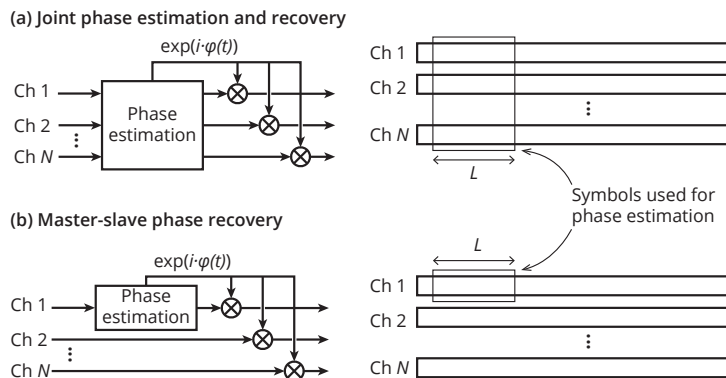 (a) Joint phase estimation and recovery
exp(i·φ(t))
Ch 1
Ch 2
⋮
Ch N
Phase
estimation
Ch 1
Ch 2
⋮
Ch N
L
Symbols used for
phase estimation
(b) Master-slave phase recovery
exp(i·φ(t))
Ch 1
Phase
estimation
Ch 2
⋮
Ch N
L
Ch 1
Ch 2
⋮
Ch N